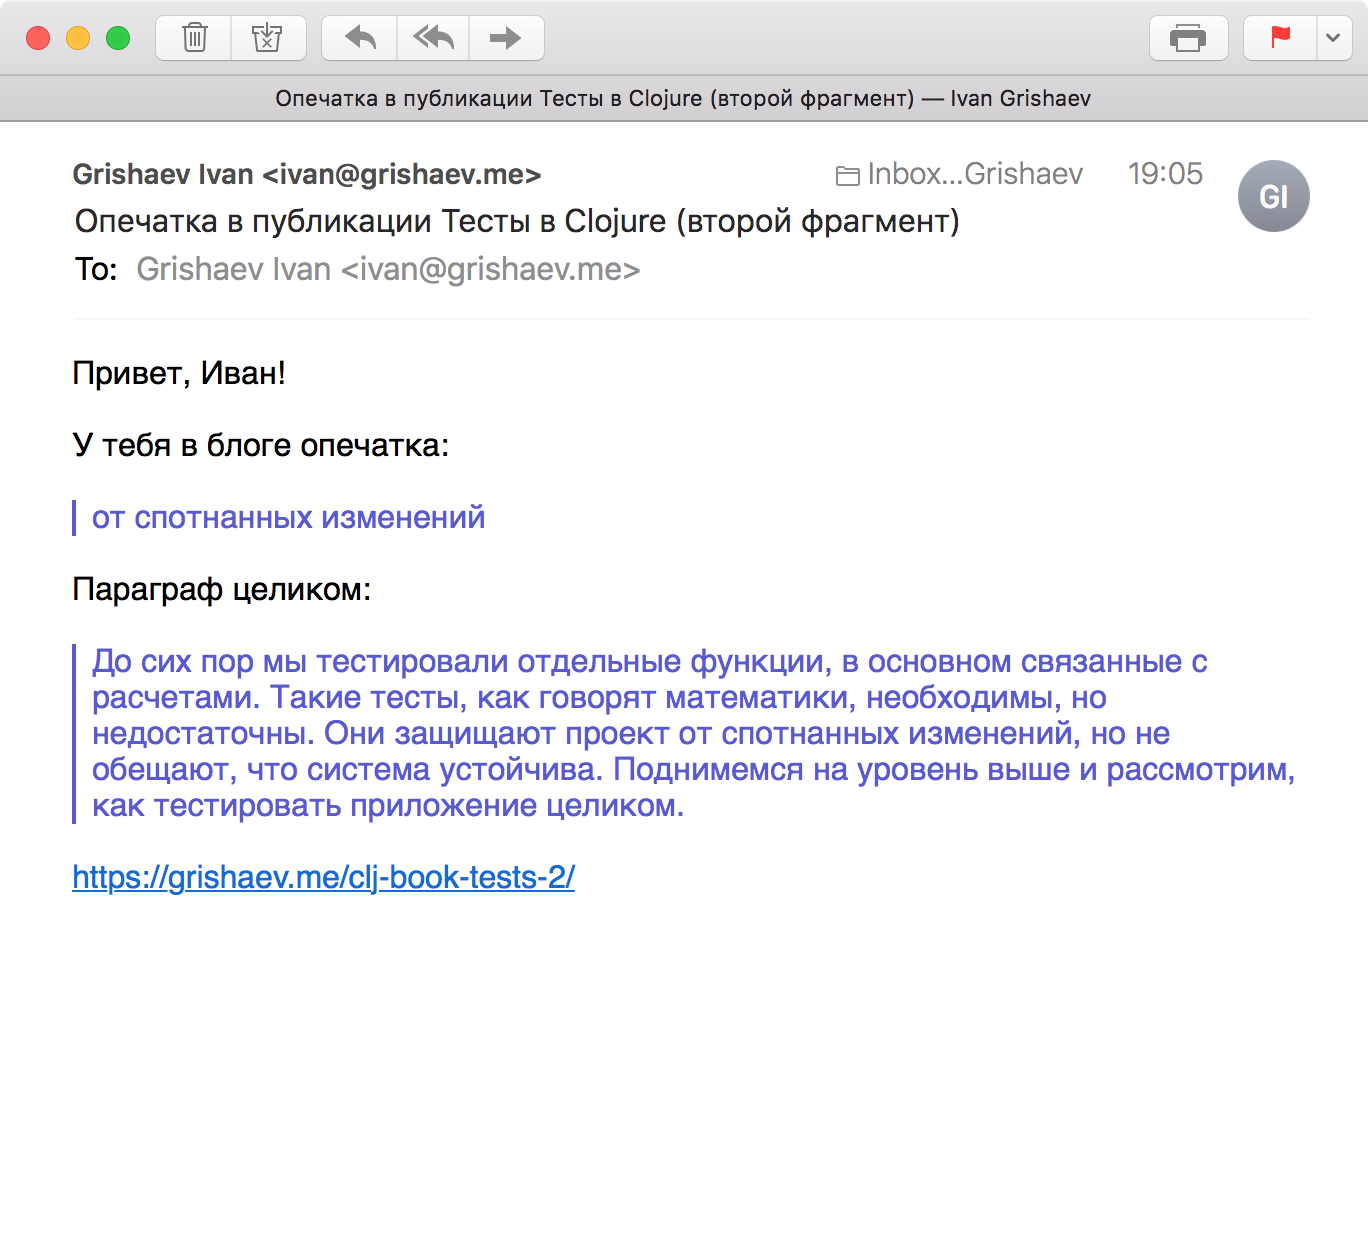 Опечатка в публикации Тесты в Clojure (второй фрагмент) — Ivan Grishaev
Grishaev Ivan <ivan@grishaev.me>
Inbox...Grishaev
19:05
GI
Опечатка в публикации Тесты в Clojure (второй фрагмент)
To: Grishaev Ivan <ivan@grishaev.me>
Привет, Иван!
У тебя в блоге опечатка:
от спотнанных изменений
Параграф целиком:
До сих пор мы тестировали отдельные функции, в основном связанные с
расчетами. Такие тесты, как говорят математики, необходимы, но
недостаточны. Они защищают проект от спотнанных изменений, но не
обещают, что система устойчива. Поднимемся на уровень выше и рассмотрим,
как тестировать приложение целиком.
https://grishaev.me/clj-book-tests-2/